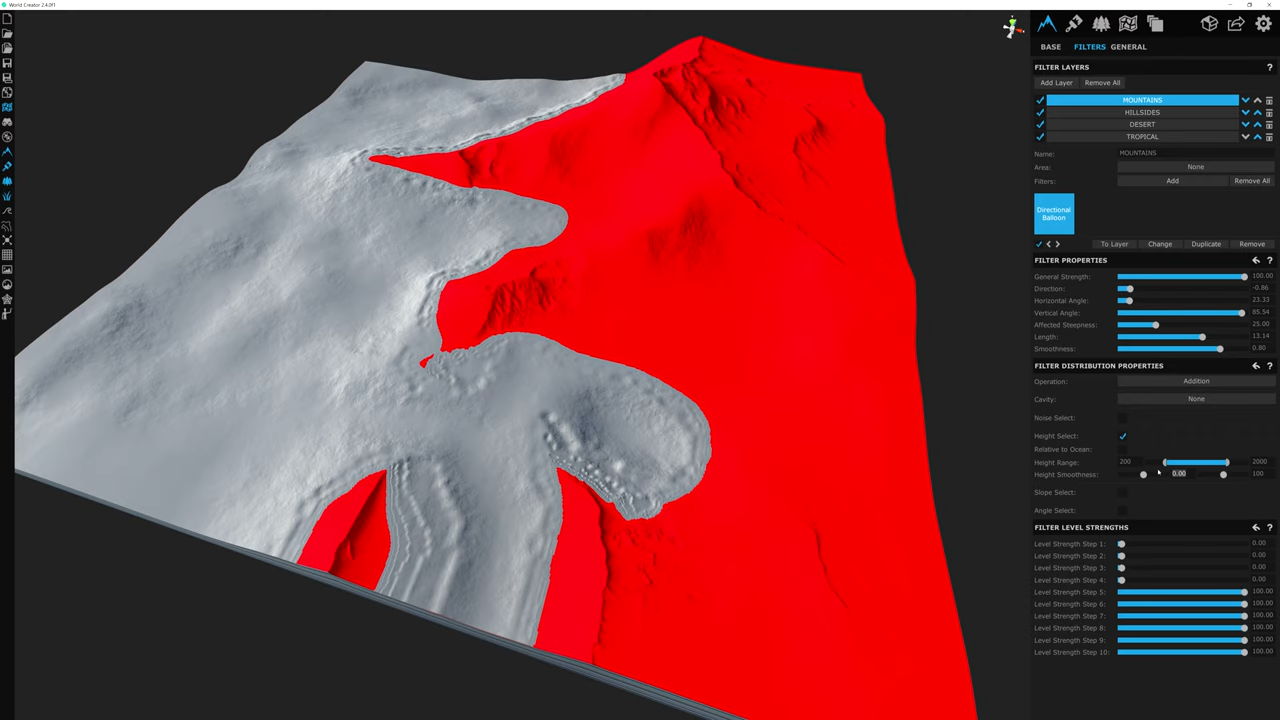 World Creator 2.4.0f1
BASE FILTERS GENERAL
FILTER LAYERS ?
Add Layer Remove All
MOUNTAINS
HILLSIDES
DESERT
TROPICAL
Name: MOUNTAINS
Area: None
Filters: Add Remove All
Directional
Balloon
To Layer Change Duplicate Remove
FILTER PROPERTIES ?
General Strength: 100.00
Direction: -0.86
Horizontal Angle: 23.33
Vertical Angle: 85.54
Affected Steepness: 25.00
Length: 13.14
Smoothness: 0.80
FILTER DISTRIBUTION PROPERTIES ?
Operation: Addition
Cavity: None
Noise Select:
Height Select:
Relative to Ocean:
Height Range: 200 2000
Height Smoothness: 0.00 100
Slope Select:
Angle Select:
FILTER LEVEL STRENGTHS ?
Level Strength Step 1: 0.00
Level Strength Step 2: 0.00
Level Strength Step 3: 0.00
Level Strength Step 4: 0.00
Level Strength Step 5: 100.00
Level Strength Step 6: 100.00
Level Strength Step 7: 100.00
Level Strength Step 8: 100.00
Level Strength Step 9: 100.00
Level Strength Step 10: 100.00